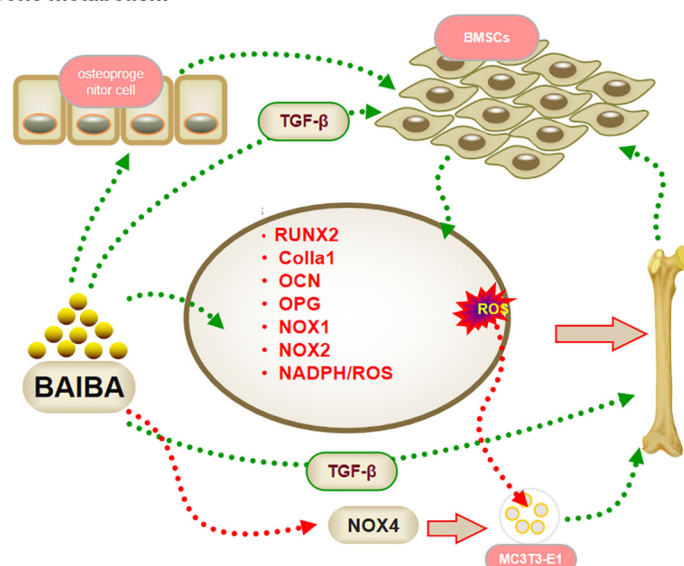 BMSCs
osteoproge
nitor cell
TGF-β
• RUNX2
• Colla1
• OCN
• OPG
• NOX1
• NOX2
• NADPH/ROS
ROS
BAIBA
TGF-β
NOX4
MC3T3-E1